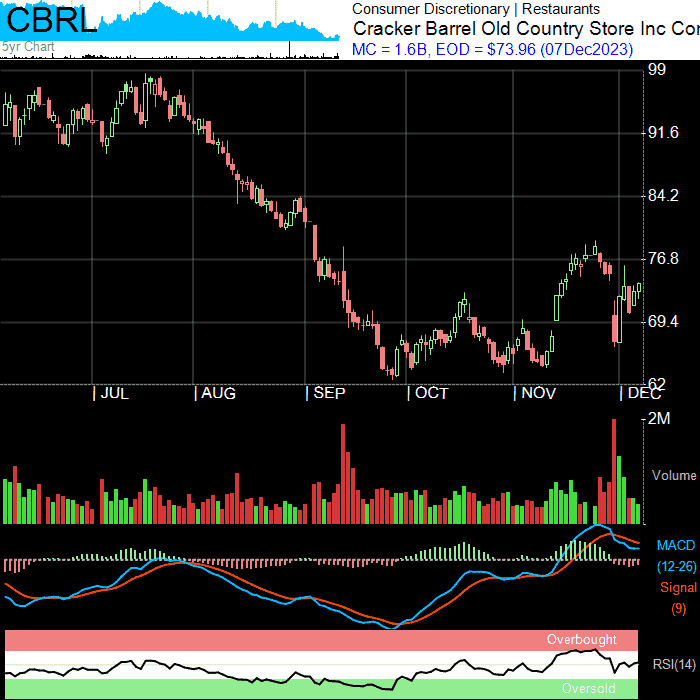 CBRL
5yr Chart
Consumer Discretionary | Restaurants
Cracker Barrel Old Country Store Inc Cor
MC = 1.6B, EOD = $73.96 (07Dec2023)
99
91.6
84.2
76.8
69.4
62
| JUL | AUG | SEP | OCT | NOV | DEC
2M
Volume
MACD
(12-26)
Signal
(9)
Overbought
RSI(14)
Oversold